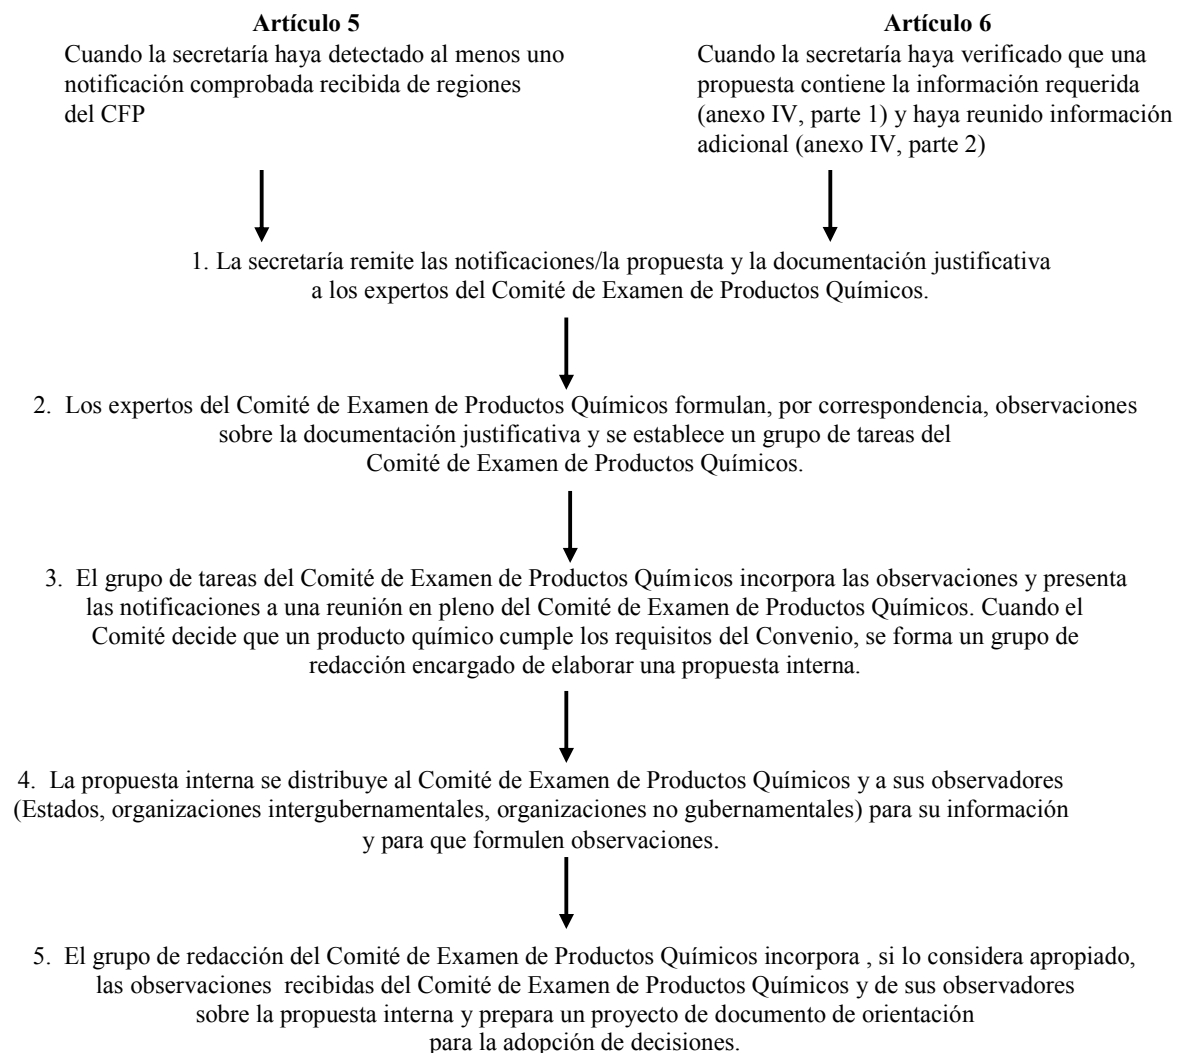 Artículo 5
Cuando la secretaría haya detectado al menos uno
notificación comprobada recibida de regiones
del CFP
Artículo 6
Cuando la secretaría haya verificado que una
propuesta contiene la información requerida
(anexo IV, parte 1) y haya reunido información
adicional (anexo IV, parte 2)
1. La secretaría remite las notificaciones/la propuesta y la documentación justificativa
a los expertos del Comité de Examen de Productos Químicos.
2. Los expertos del Comité de Examen de Productos Químicos formulan, por correspondencia, observaciones
sobre la documentación justificativa y se establece un grupo de tareas del
Comité de Examen de Productos Químicos.
3. El grupo de tareas del Comité de Examen de Productos Químicos incorpora las observaciones y presenta
las notificaciones a una reunión en pleno del Comité de Examen de Productos Químicos. Cuando el
Comité decide que un producto químico cumple los requisitos del Convenio, se forma un grupo de
redacción encargado de elaborar una propuesta interna.
4. La propuesta interna se distribuye al Comité de Examen de Productos Químicos y a sus observadores
(Estados, organizaciones intergubernamentales, organizaciones no gubernamentales) para su información
y para que formulen observaciones.
5. El grupo de redacción del Comité de Examen de Productos Químicos incorpora , si lo considera apropiado,
las observaciones recibidas del Comité de Examen de Productos Químicos y de sus observadores
sobre la propuesta interna y prepara un proyecto de documento de orientación
para la adopción de decisiones.